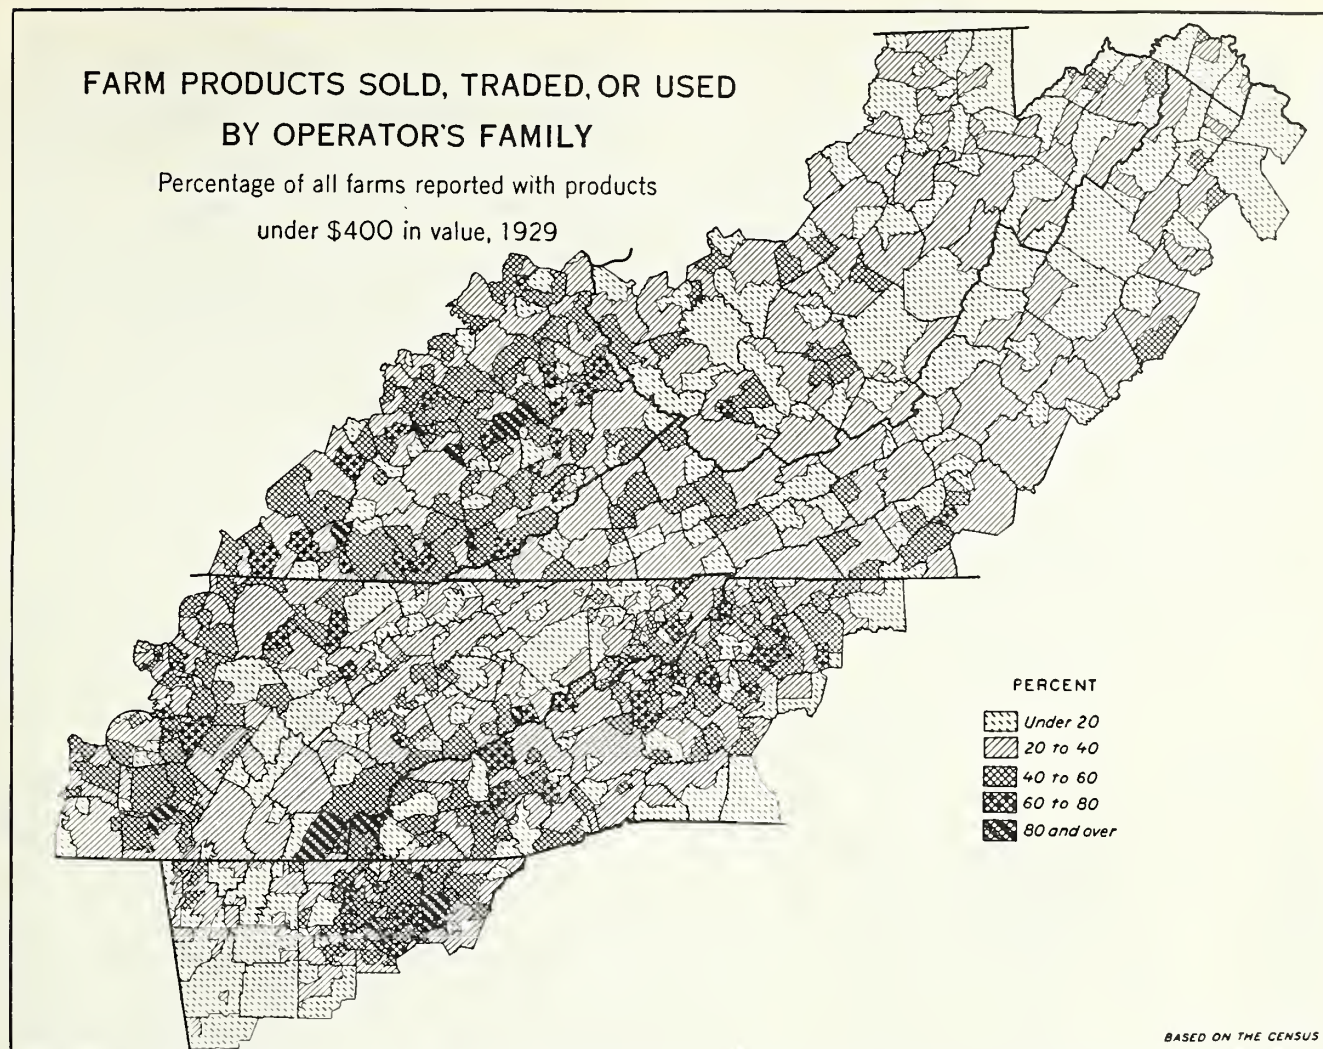 FARM PRODUCTS SOLD, TRADED, OR USED
BY OPERATOR'S FAMILY
Percentage of all farms reported with products
under $400 in value, 1929
PERCENT
Under 20
20 to 40
40 to 60
60 to 80
80 and over
BASED ON THE CENSUS